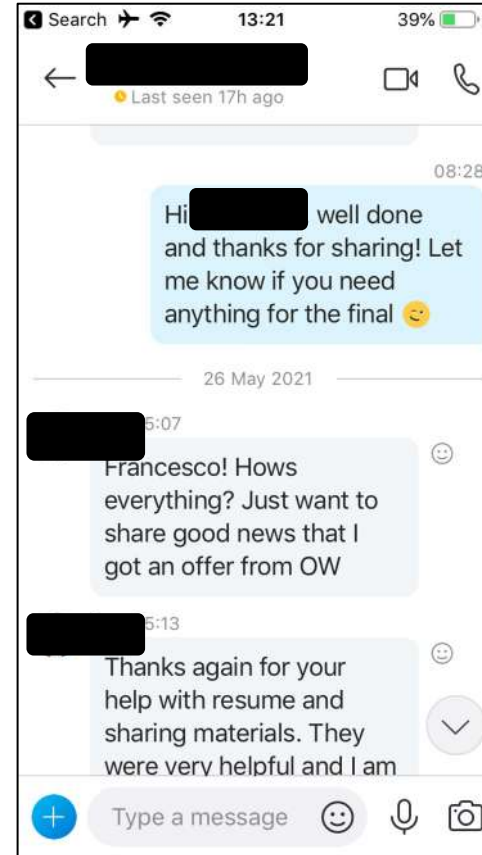 Search 13:21 39%
Last seen 17h ago
08:28
Hi well done
and thanks for sharing! Let
me know if you need
anything for the final
26 May 2021
5:07
Francesco! Hows
everything? Just want to
share good news that I
got an offer from OW
5:13
Thanks again for your
help with resume and
sharing materials. They
were very helpful and I am
Type a message